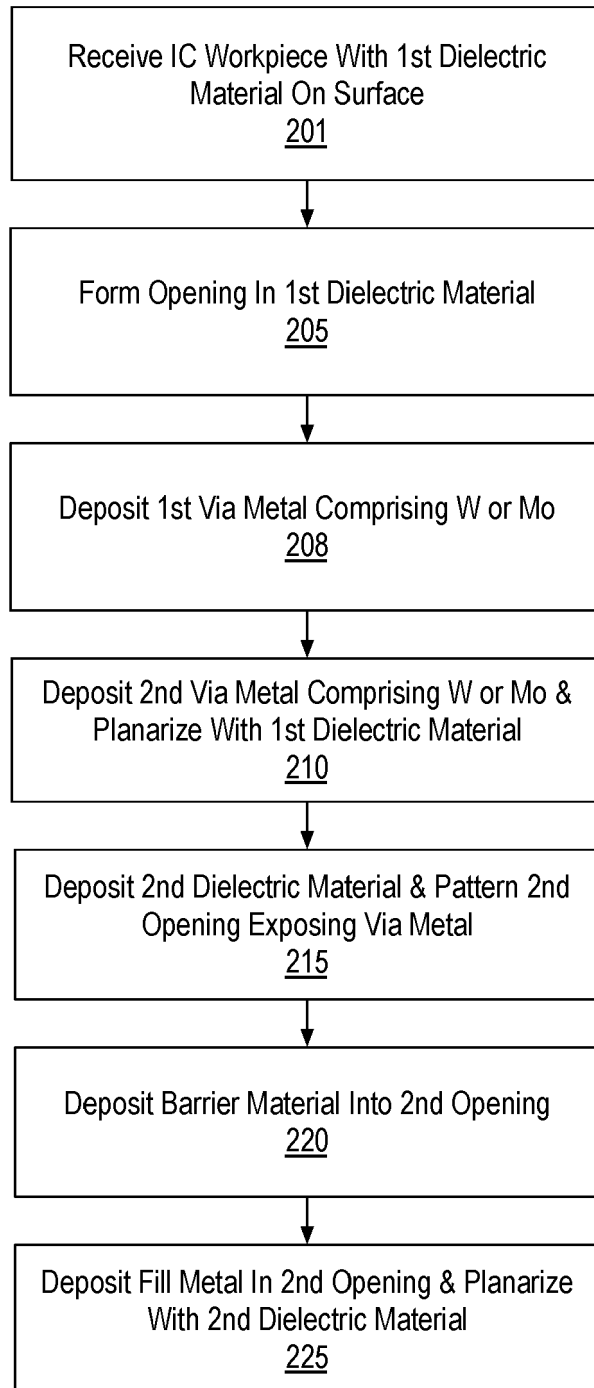 Receive IC Workpiece With 1st Dielectric
Material On Surface
201
Form Opening In 1st Dielectric Material
205
Deposit 1st Via Metal Comprising W or Mo
208
Deposit 2nd Via Metal Comprising W or Mo &
Planarize With 1st Dielectric Material
210
Deposit 2nd Dielectric Material & Pattern 2nd
Opening Exposing Via Metal
215
Deposit Barrier Material Into 2nd Opening
220
Deposit Fill Metal In 2nd Opening & Planarize
With 2nd Dielectric Material
225